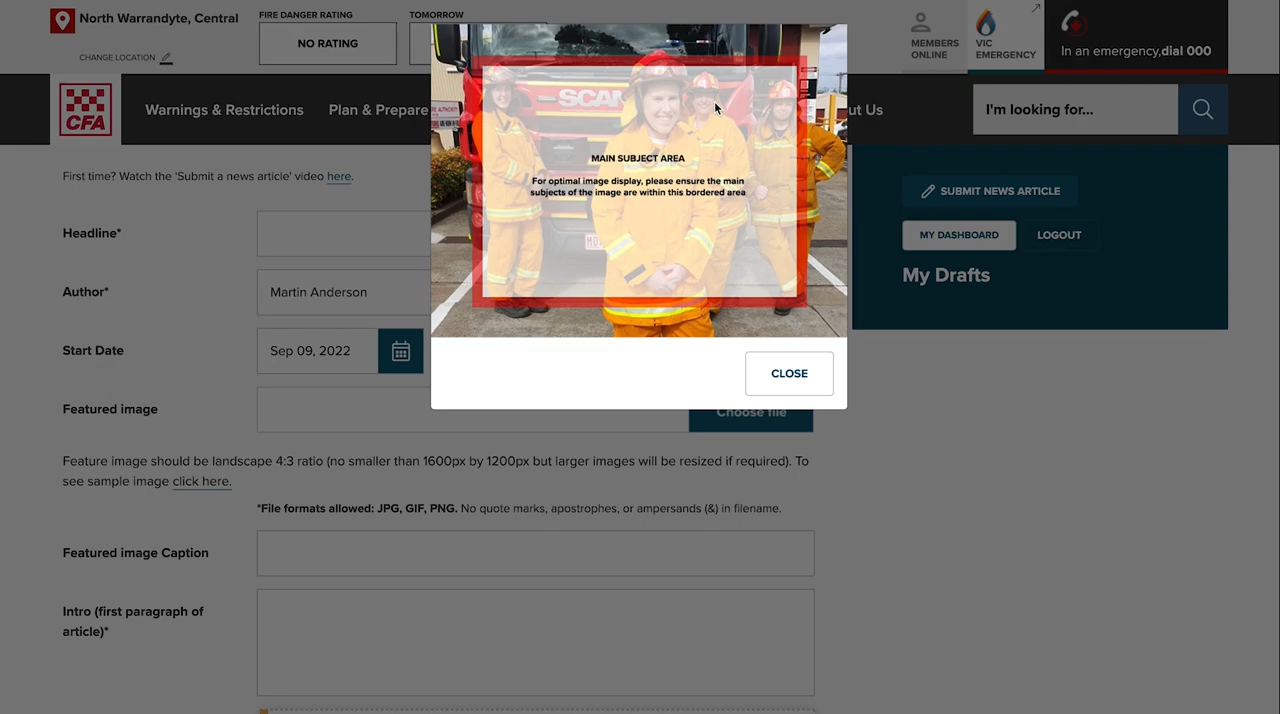 North Warrandyte, Central
CHANGE LOCATION
FIRE DANGER RATING
NO RATING
TOMORROW
MEMBERS
ONLINE
VIC
EMERGENCY
In an emergency,dial 000
CFA
Warnings & Restrictions
Plan & Prepare
ut Us
I'm looking for...
SCAN
MAIN SUBJECT AREA
For optimal image display, please ensure the main
subjects of the image are within this bordered area
CLOSE
First time? Watch the 'Submit a news article' video here.
Headline*
Author*
Martin Anderson
Start Date
Sep 09, 2022
Featured image
Choose file
Feature image should be landscape 4:3 ratio (no smaller than 1600px by 1200px but larger images will be resized if required). To
see sample image click here.
*File formats allowed: JPG, GIF, PNG. No quote marks, apostrophes, or ampersands (&) in filename.
Featured image Caption
Intro (first paragraph of
article)*
SUBMIT NEWS ARTICLE
MY DASHBOARD
LOGOUT
My Drafts